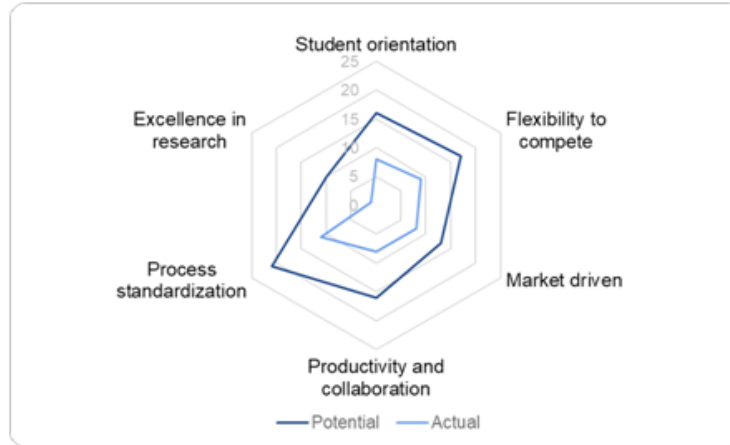 Student orientation
25
20
15
10
5
0
Flexibility to
compete
Market driven
Productivity and
collaboration
Process
standardization
Excellence in
research
Potential
Actual